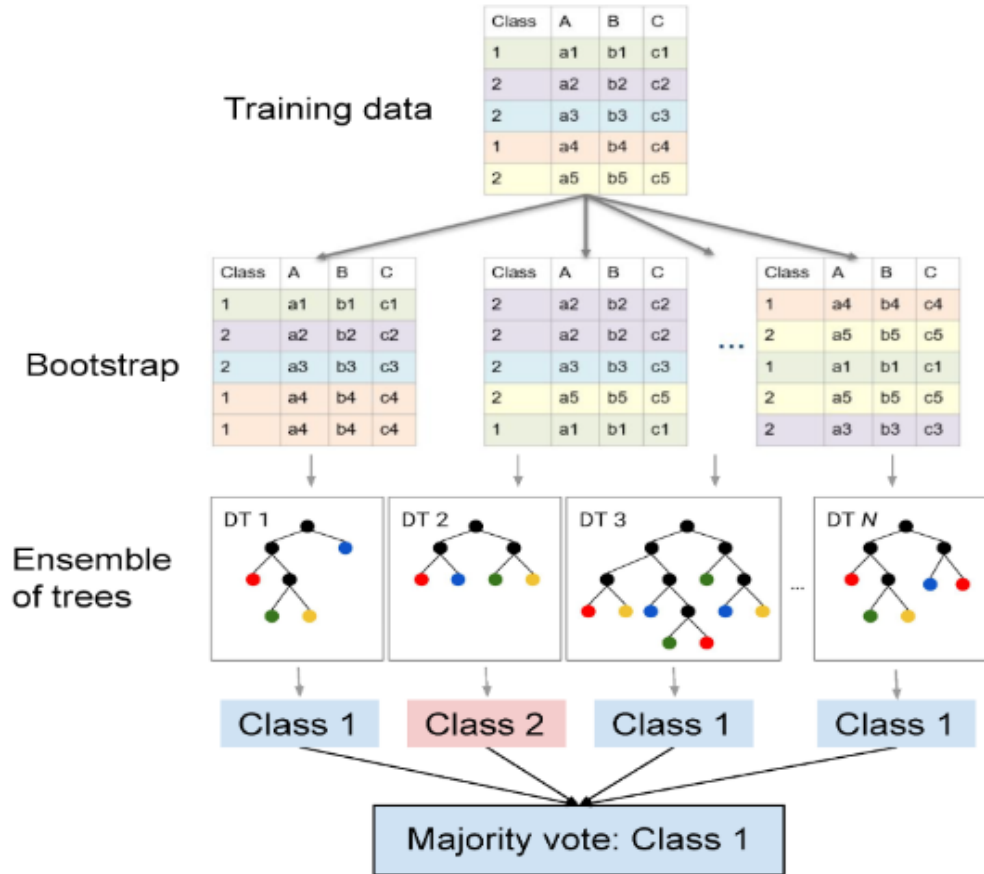 Class A B C
1 a1 b1 c1
2 a2 b2 c2
2 a3 b3 c3
1 a4 b4 c4
2 a5 b5 c5
Training data
Class A B C
1 a1 b1 c1
2 a2 b2 c2
2 a3 b3 c3
1 a4 b4 c4
1 a4 b4 c4
Class A B C
2 a2 b2 c2
2 a2 b2 c2
2 a3 b3 c3
2 a5 b5 c5
1 a1 b1 c1
...
Class A B C
1 a4 b4 c4
2 a5 b5 c5
1 a1 b1 c1
2 a5 b5 c5
2 a3 b3 c3
Bootstrap
DT 1
DT 2
DT 3
...
DT N
Ensemble
of trees
Class 1
Class 2
Class 1
Class 1
Majority vote: Class 1